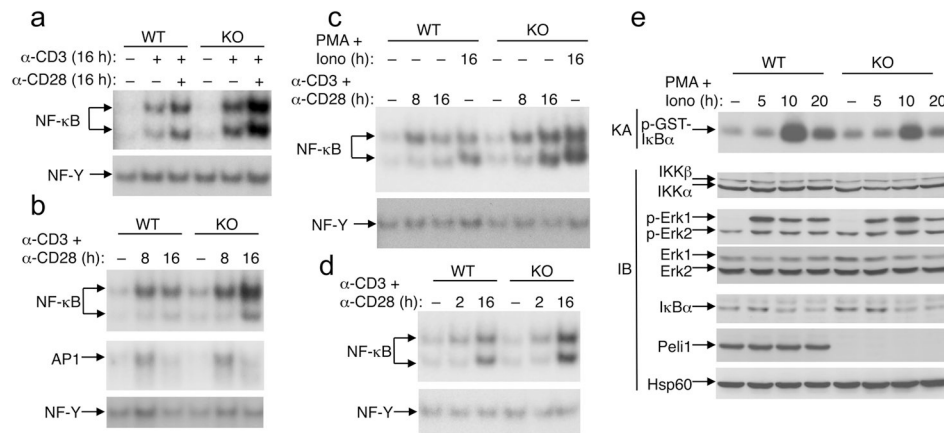 a
WT KO
α-CD3 (16 h): – + + – + +
α-CD28 (16 h): – – + – – +
NF-κB
NF-Y
b
α-CD3 +
α-CD28 (h):
WT KO
– 8 16 – 8 16
NF-κB
AP1
NF-Y
c
WT KO
PMA +
Iono (h): – – – 16 – – – 16
α-CD3 +
α-CD28 (h): – 8 16 – – 8 16 –
NF-κB
NF-Y
d
WT KO
α-CD3 +
α-CD28 (h): – 2 16 – 2 16
NF-κB
NF-Y
e
WT KO
PMA +
Iono (h): – 5 10 20 – 5 10 20
KA
p-GST-
IκBα
IB
IKKβ
IKKα
p-Erk1
p-Erk2
Erk1
Erk2
IκBα
Peli1
Hsp60